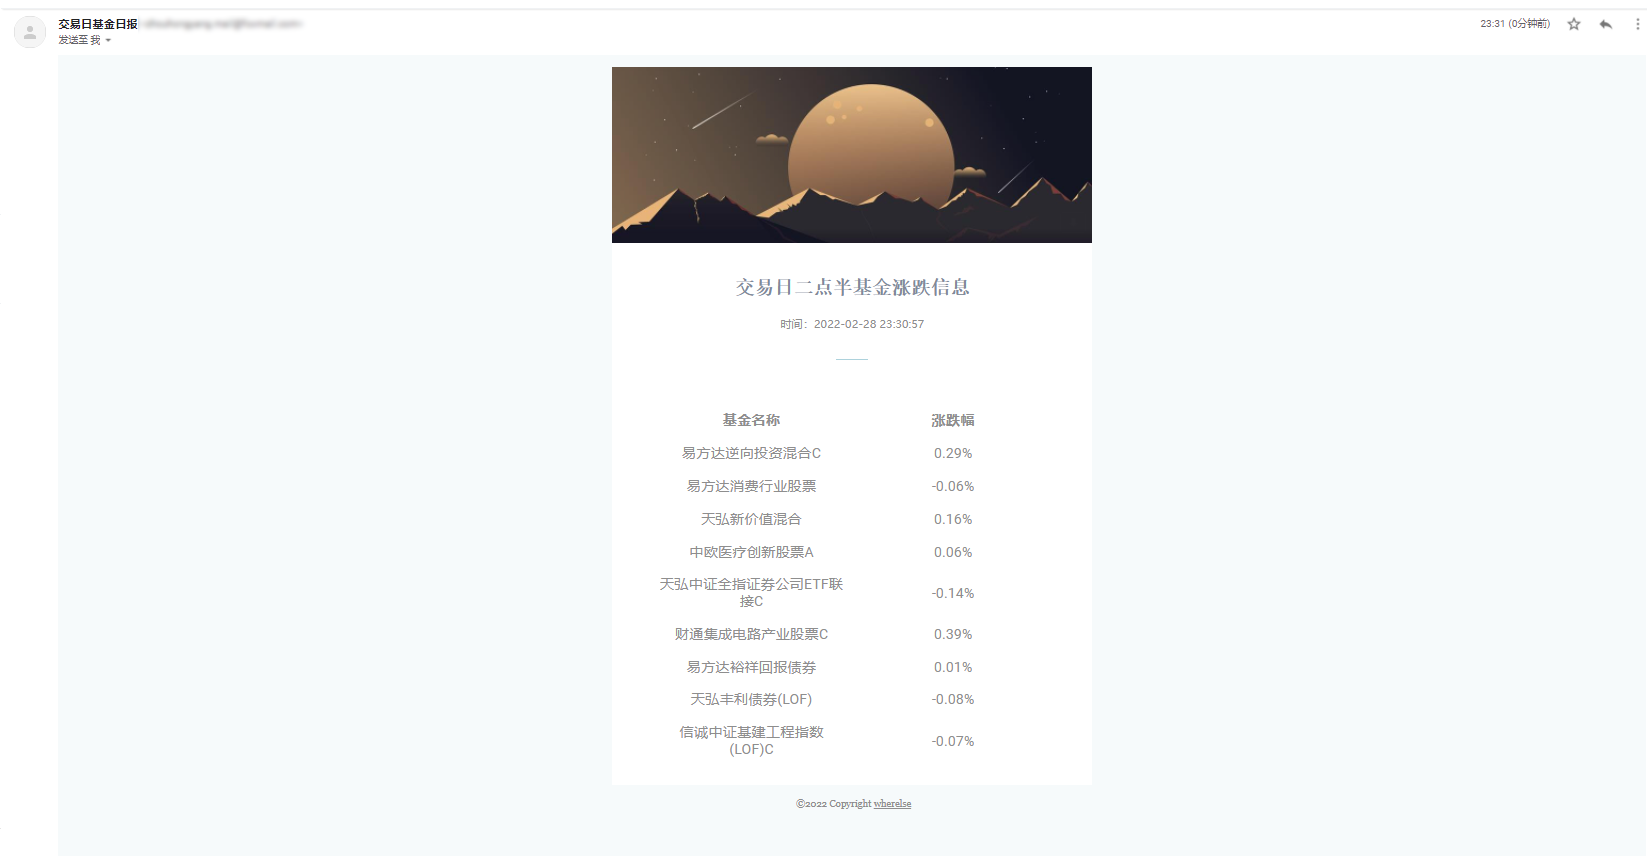 交易日基金日报
23:31 (0分钟前)
发送至 我
交易日二点半基金涨跌信息
时间：2022-02-28 23:30:57
基金名称 涨跌幅
易方达逆向投资混合C 0.29%
易方达消费行业股票 -0.06%
天弘新价值混合 0.16%
中欧医疗创新股票A 0.06%
天弘中证全指证券公司ETF联
接C -0.14%
财通集成电路产业股票C 0.39%
易方达裕祥回报债券 0.01%
天弘丰利债券(LOF) -0.08%
信诚中证基建工程指数
(LOF)C -0.07%
©2022 Copyright wherelse